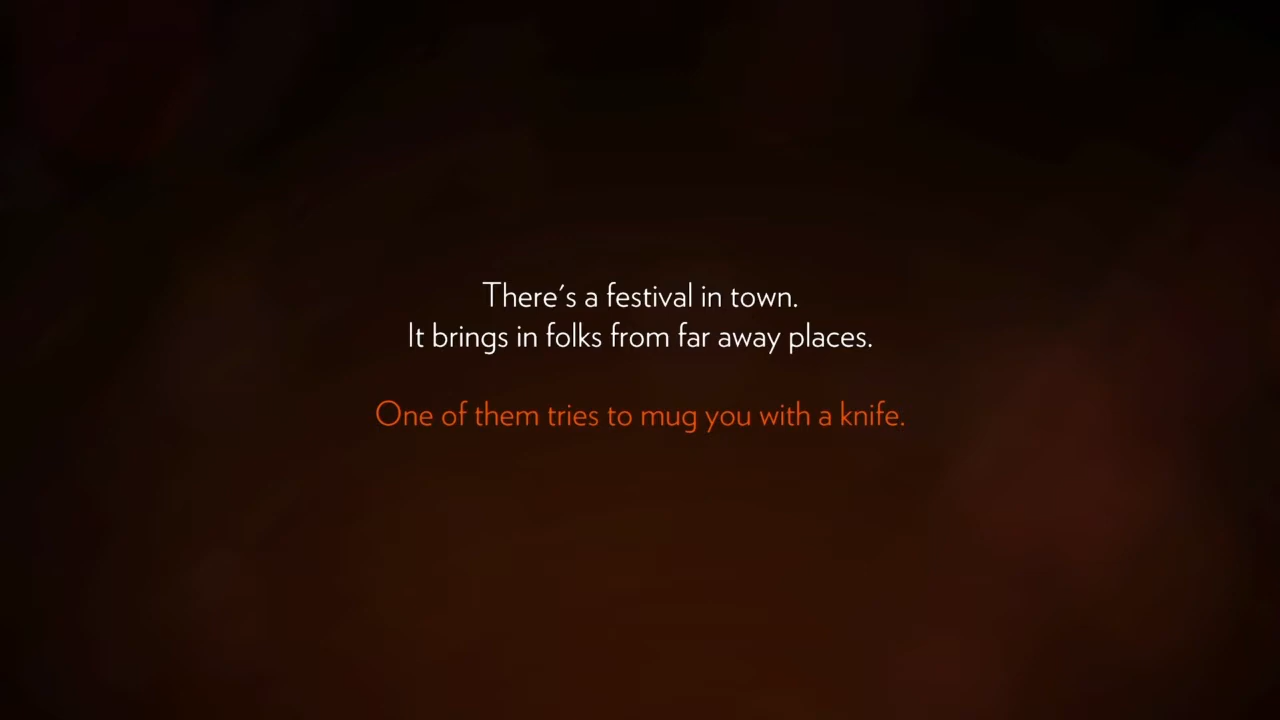 There's a festival in town.
It brings in folks from far away places.
One of them tries to mug you with a knife.